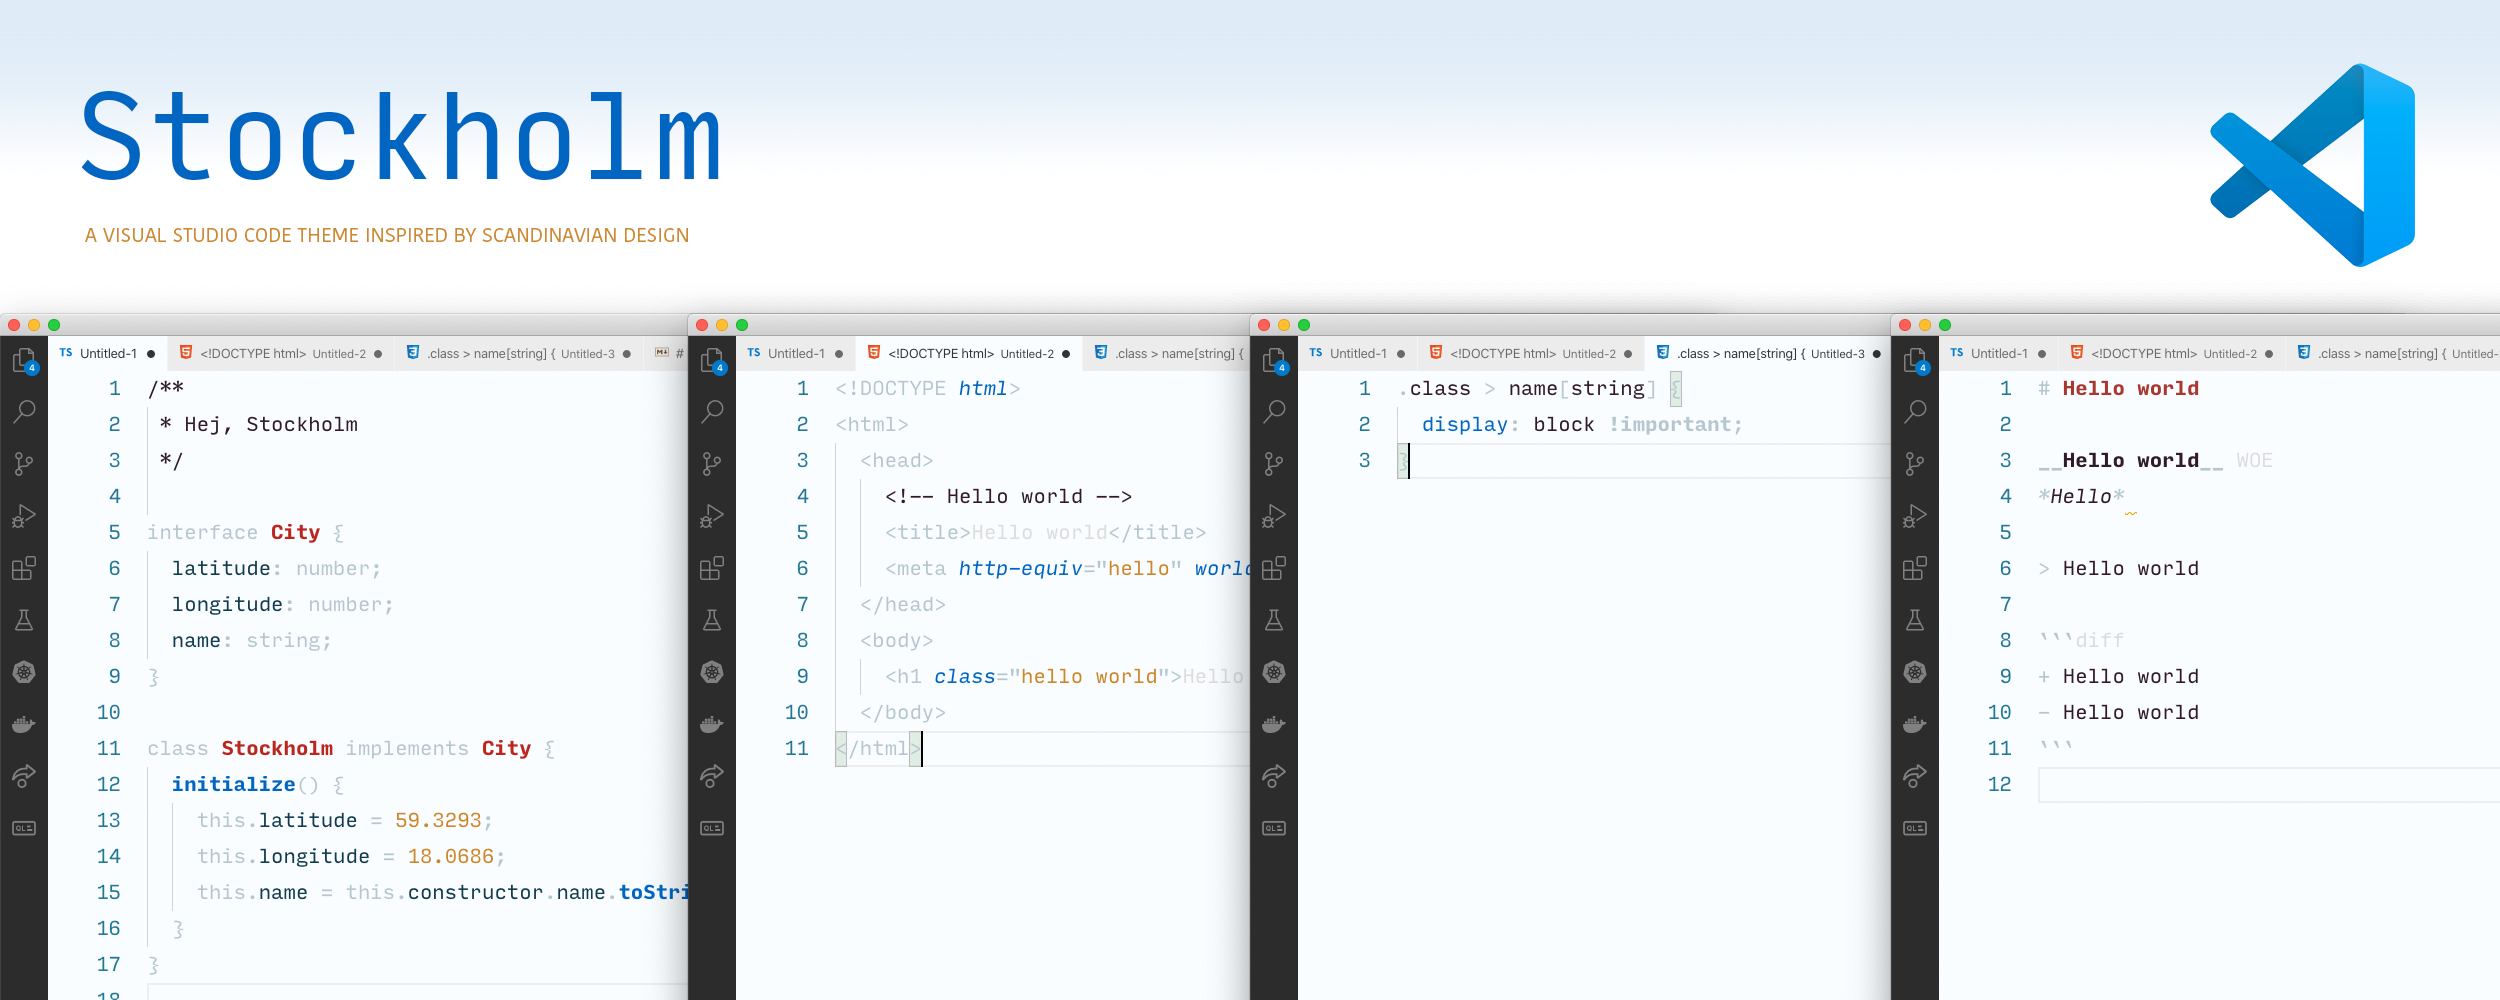 Stockholm
A VISUAL STUDIO CODE THEME INSPIRED BY SCANDINAVIAN DESIGN
4
TS Untitled-1
<!DOCTYPE html> Untitled-2
.class > name[string] { Untitled-3
M↓ #
1 /**
2  * Hej, Stockholm
3  */
4
5 interface City {
6   latitude: number;
7   longitude: number;
8   name: string;
9 }
10
11 class Stockholm implements City {
12   initialize() {
13     this.latitude = 59.3293;
14     this.longitude = 18.0686;
15     this.name = this.constructor.name.toStri
16   }
17 }
18
QL
4
TS Untitled-1
<!DOCTYPE html> Untitled-2
.class > name[string] {
1 <!DOCTYPE html>
2 <html>
3   <head>
4     <!-- Hello world -->
5     <title>Hello world</title>
6     <meta http-equiv="hello" world
7   </head>
8   <body>
9     <h1 class="hello world">Hello
10   </body>
11 </html>
QL
4
TS Untitled-1
<!DOCTYPE html> Untitled-2
.class > name[string] { Untitled-3
1 .class > name[string] {
2   display: block !important;
3 }
QL
4
TS Untitled-1
<!DOCTYPE html> Untitled-2
.class > name[string] { Untitled-
1 # Hello world
2
3 __Hello world__ WOE
4 *Hello*
5
6 > Hello world
7
8 ```diff
9 + Hello world
10 - Hello world
11 ```
12
QL